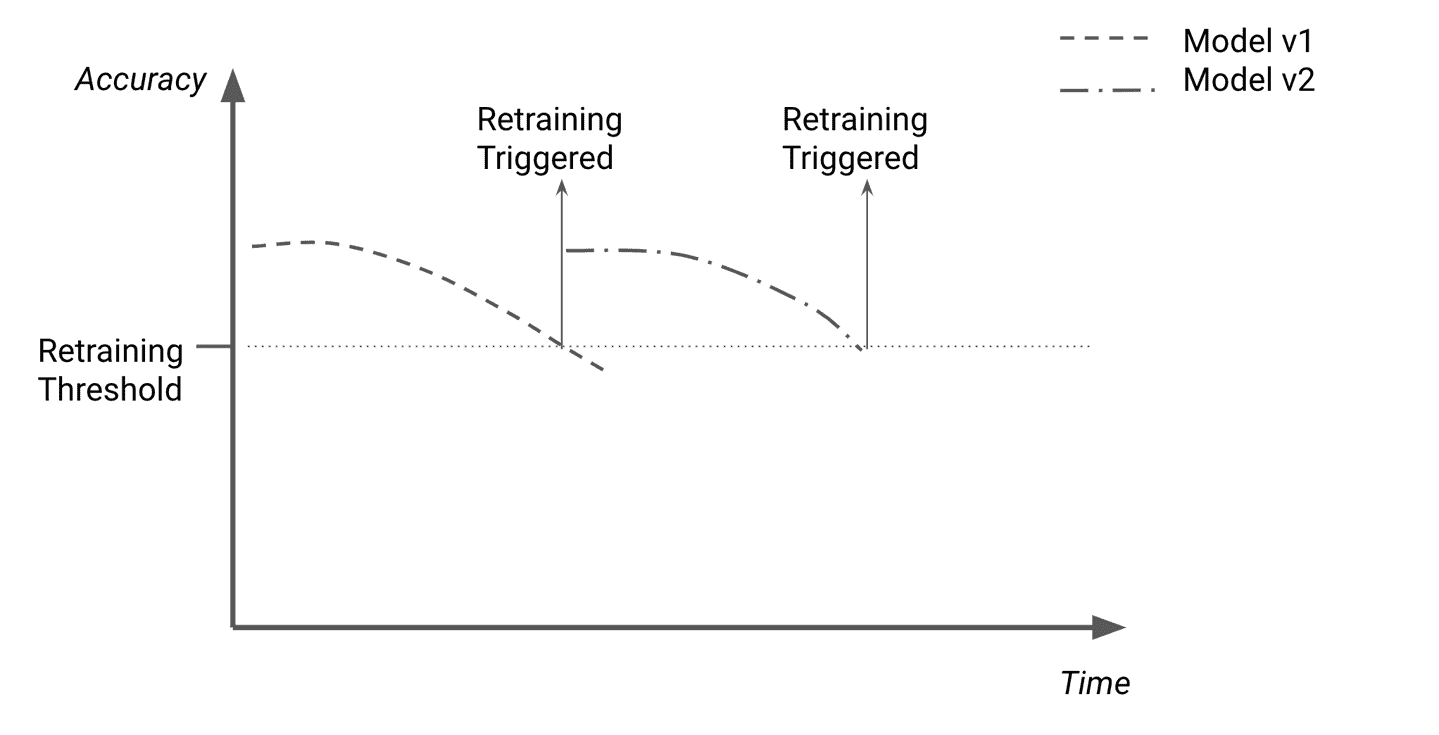 Model v1
Model v2
Accuracy
Retraining
Triggered
Retraining
Triggered
Retraining
Threshold
Time